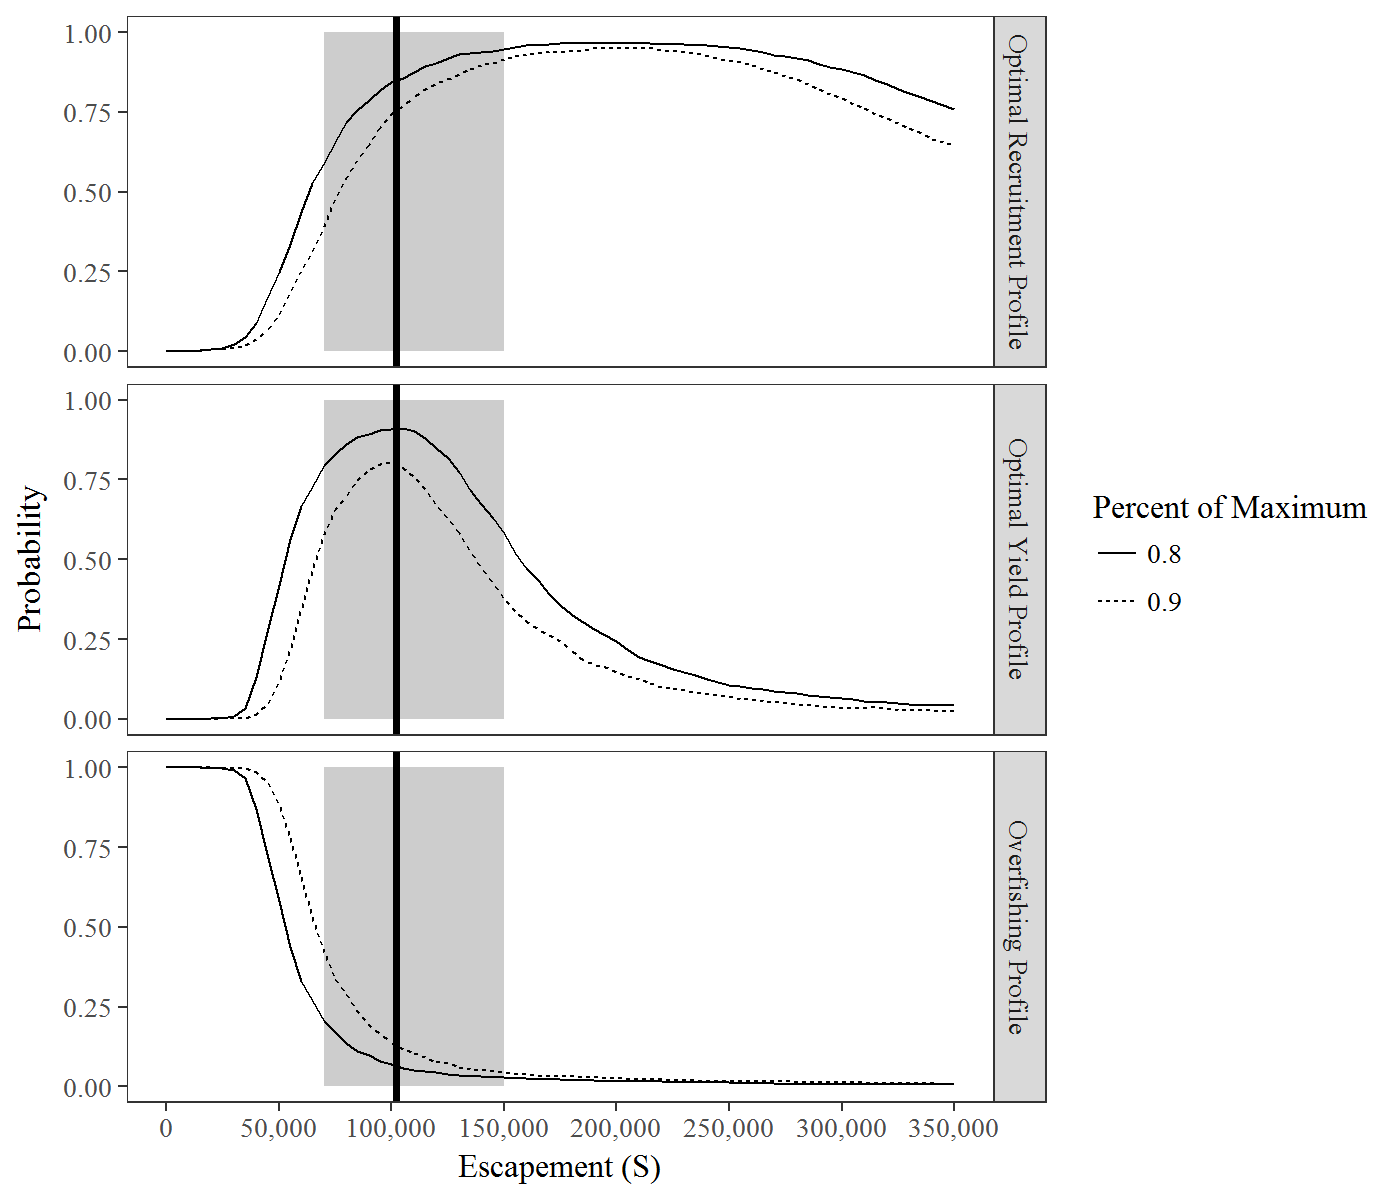 1.00
0.75
0.50
0.25
0.00
Optimal Recruitment Profile
1.00
0.75
0.50
0.25
0.00
Optimal Yield Profile
1.00
0.75
0.50
0.25
0.00
Overfishing Profile
Probability
0 50,000 100,000 150,000 200,000 250,000 300,000 350,000
Escapement (S)
Percent of Maximum
0.8
0.9